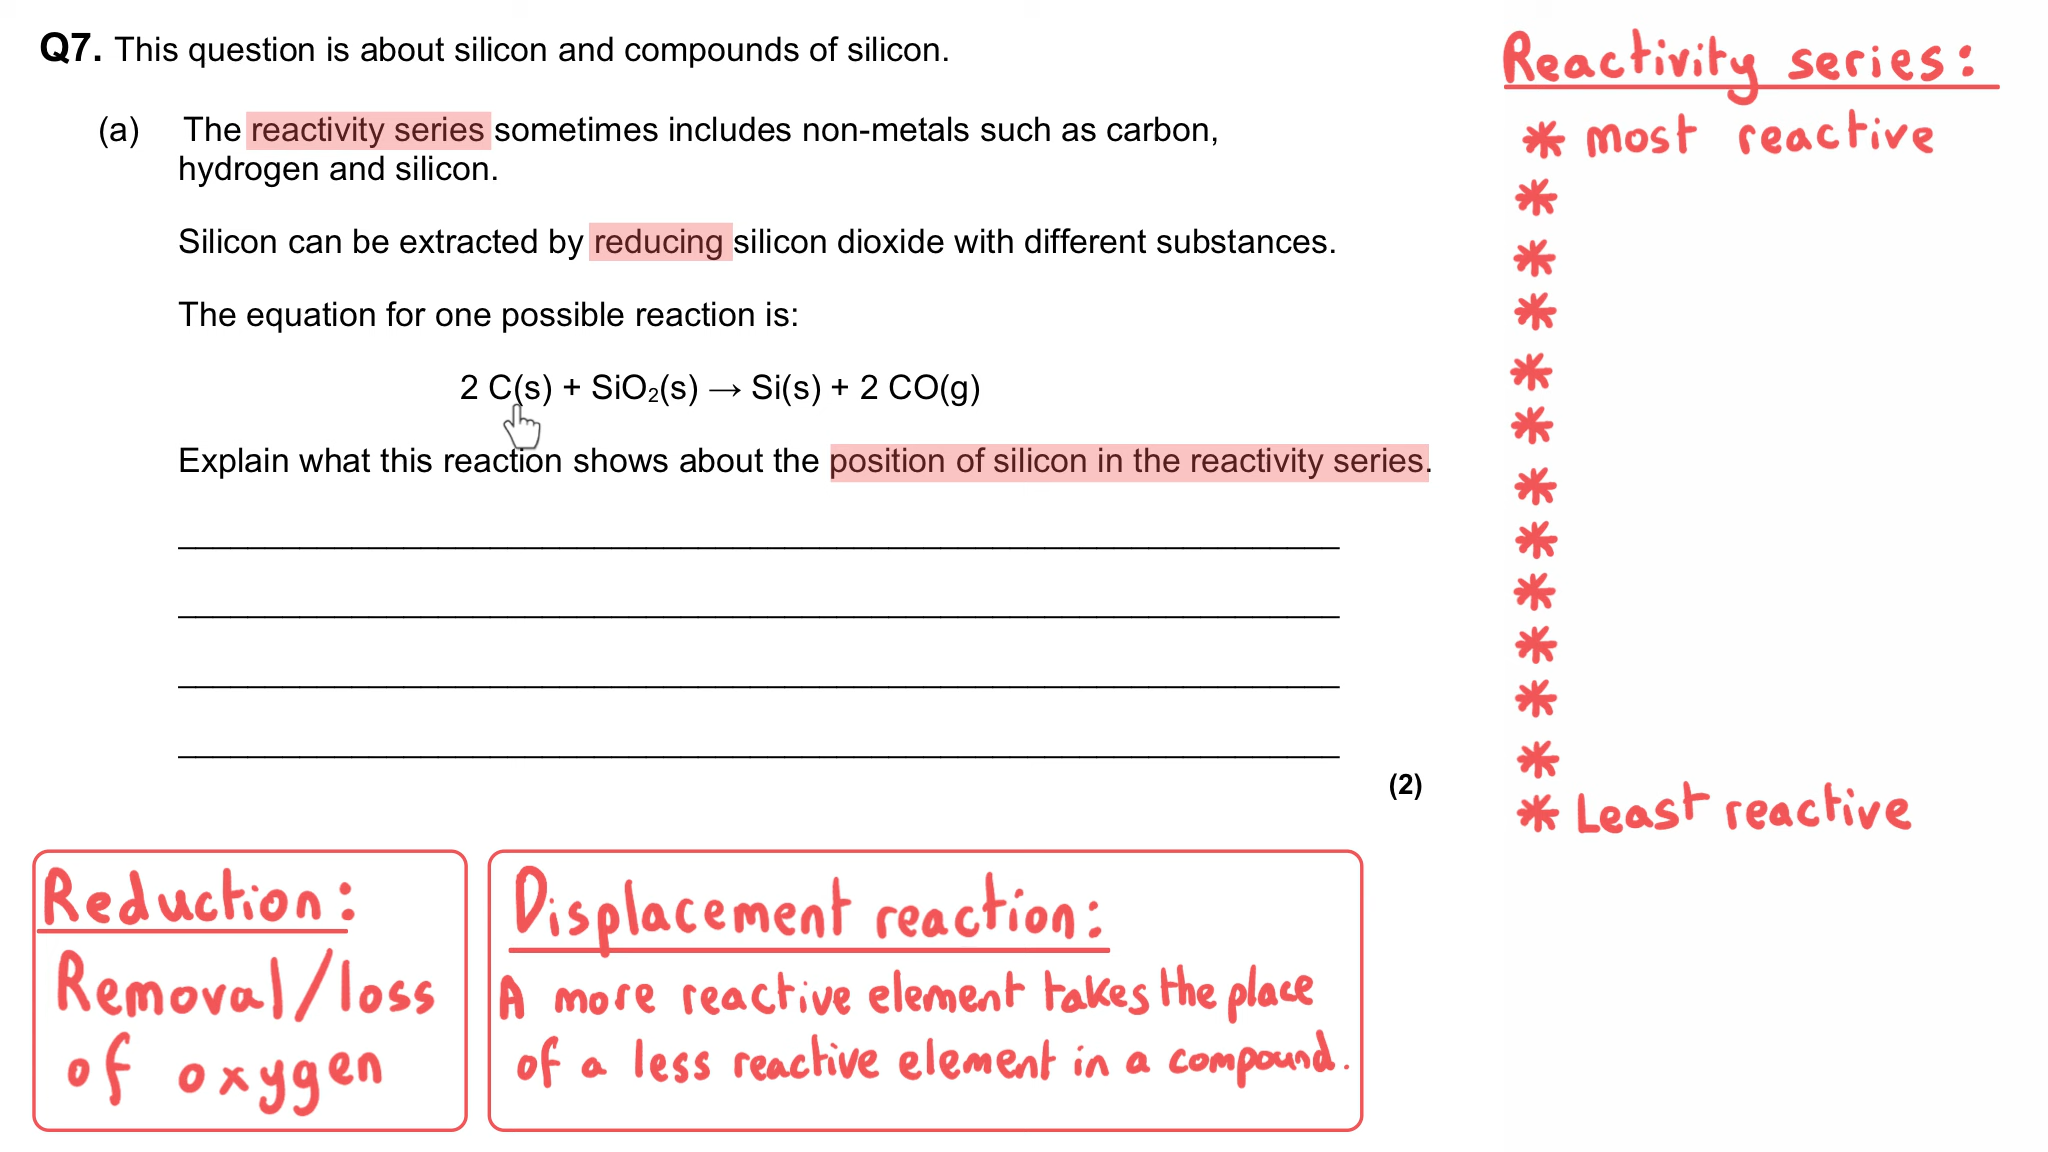 Q7. This question is about silicon and compounds of silicon.
(a) The reactivity series sometimes includes non-metals such as carbon,
hydrogen and silicon.
Silicon can be extracted by reducing silicon dioxide with different substances.
The equation for one possible reaction is:
2 C(s) + SiO₂(s) → Si(s) + 2 CO(g)
Explain what this reaction shows about the position of silicon in the reactivity series.
(2)
Reduction:
Removal/loss
of oxygen
Displacement reaction:
A more reactive element takes the place
of a less reactive element in a compound.
Reactivity series:
* most reactive
*
*
*
*
*
*
*
*
*
*
*
* Least reactive